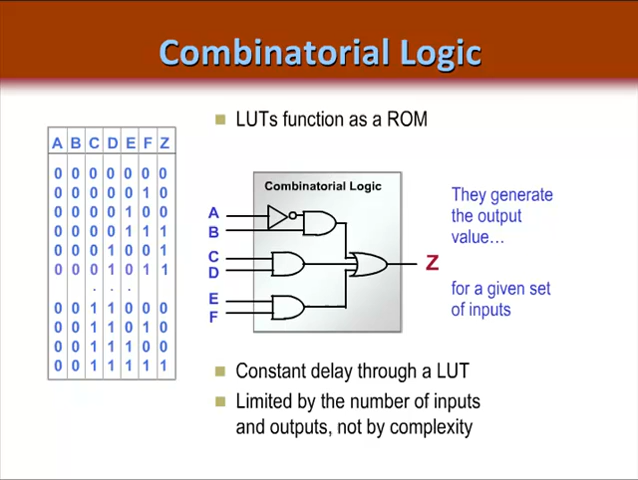 Combinatorial Logic
LUTs function as a ROM
A B C D E F Z
0 0 0 0 0 0 0
0 0 0 0 0 1 0
0 0 0 0 1 0 0
0 0 0 0 1 1 1
0 0 0 1 0 0 1
0 0 0 1 0 1 1
. . .
0 0 1 1 0 0 0
0 0 1 1 0 1 0
0 0 1 1 1 0 0
0 0 1 1 1 1 1
Combinatorial Logic
A
B
C
D
E
F
Z
They generate
the output
value…
for a given set
of inputs
Constant delay through a LUT
Limited by the number of inputs
and outputs, not by complexity